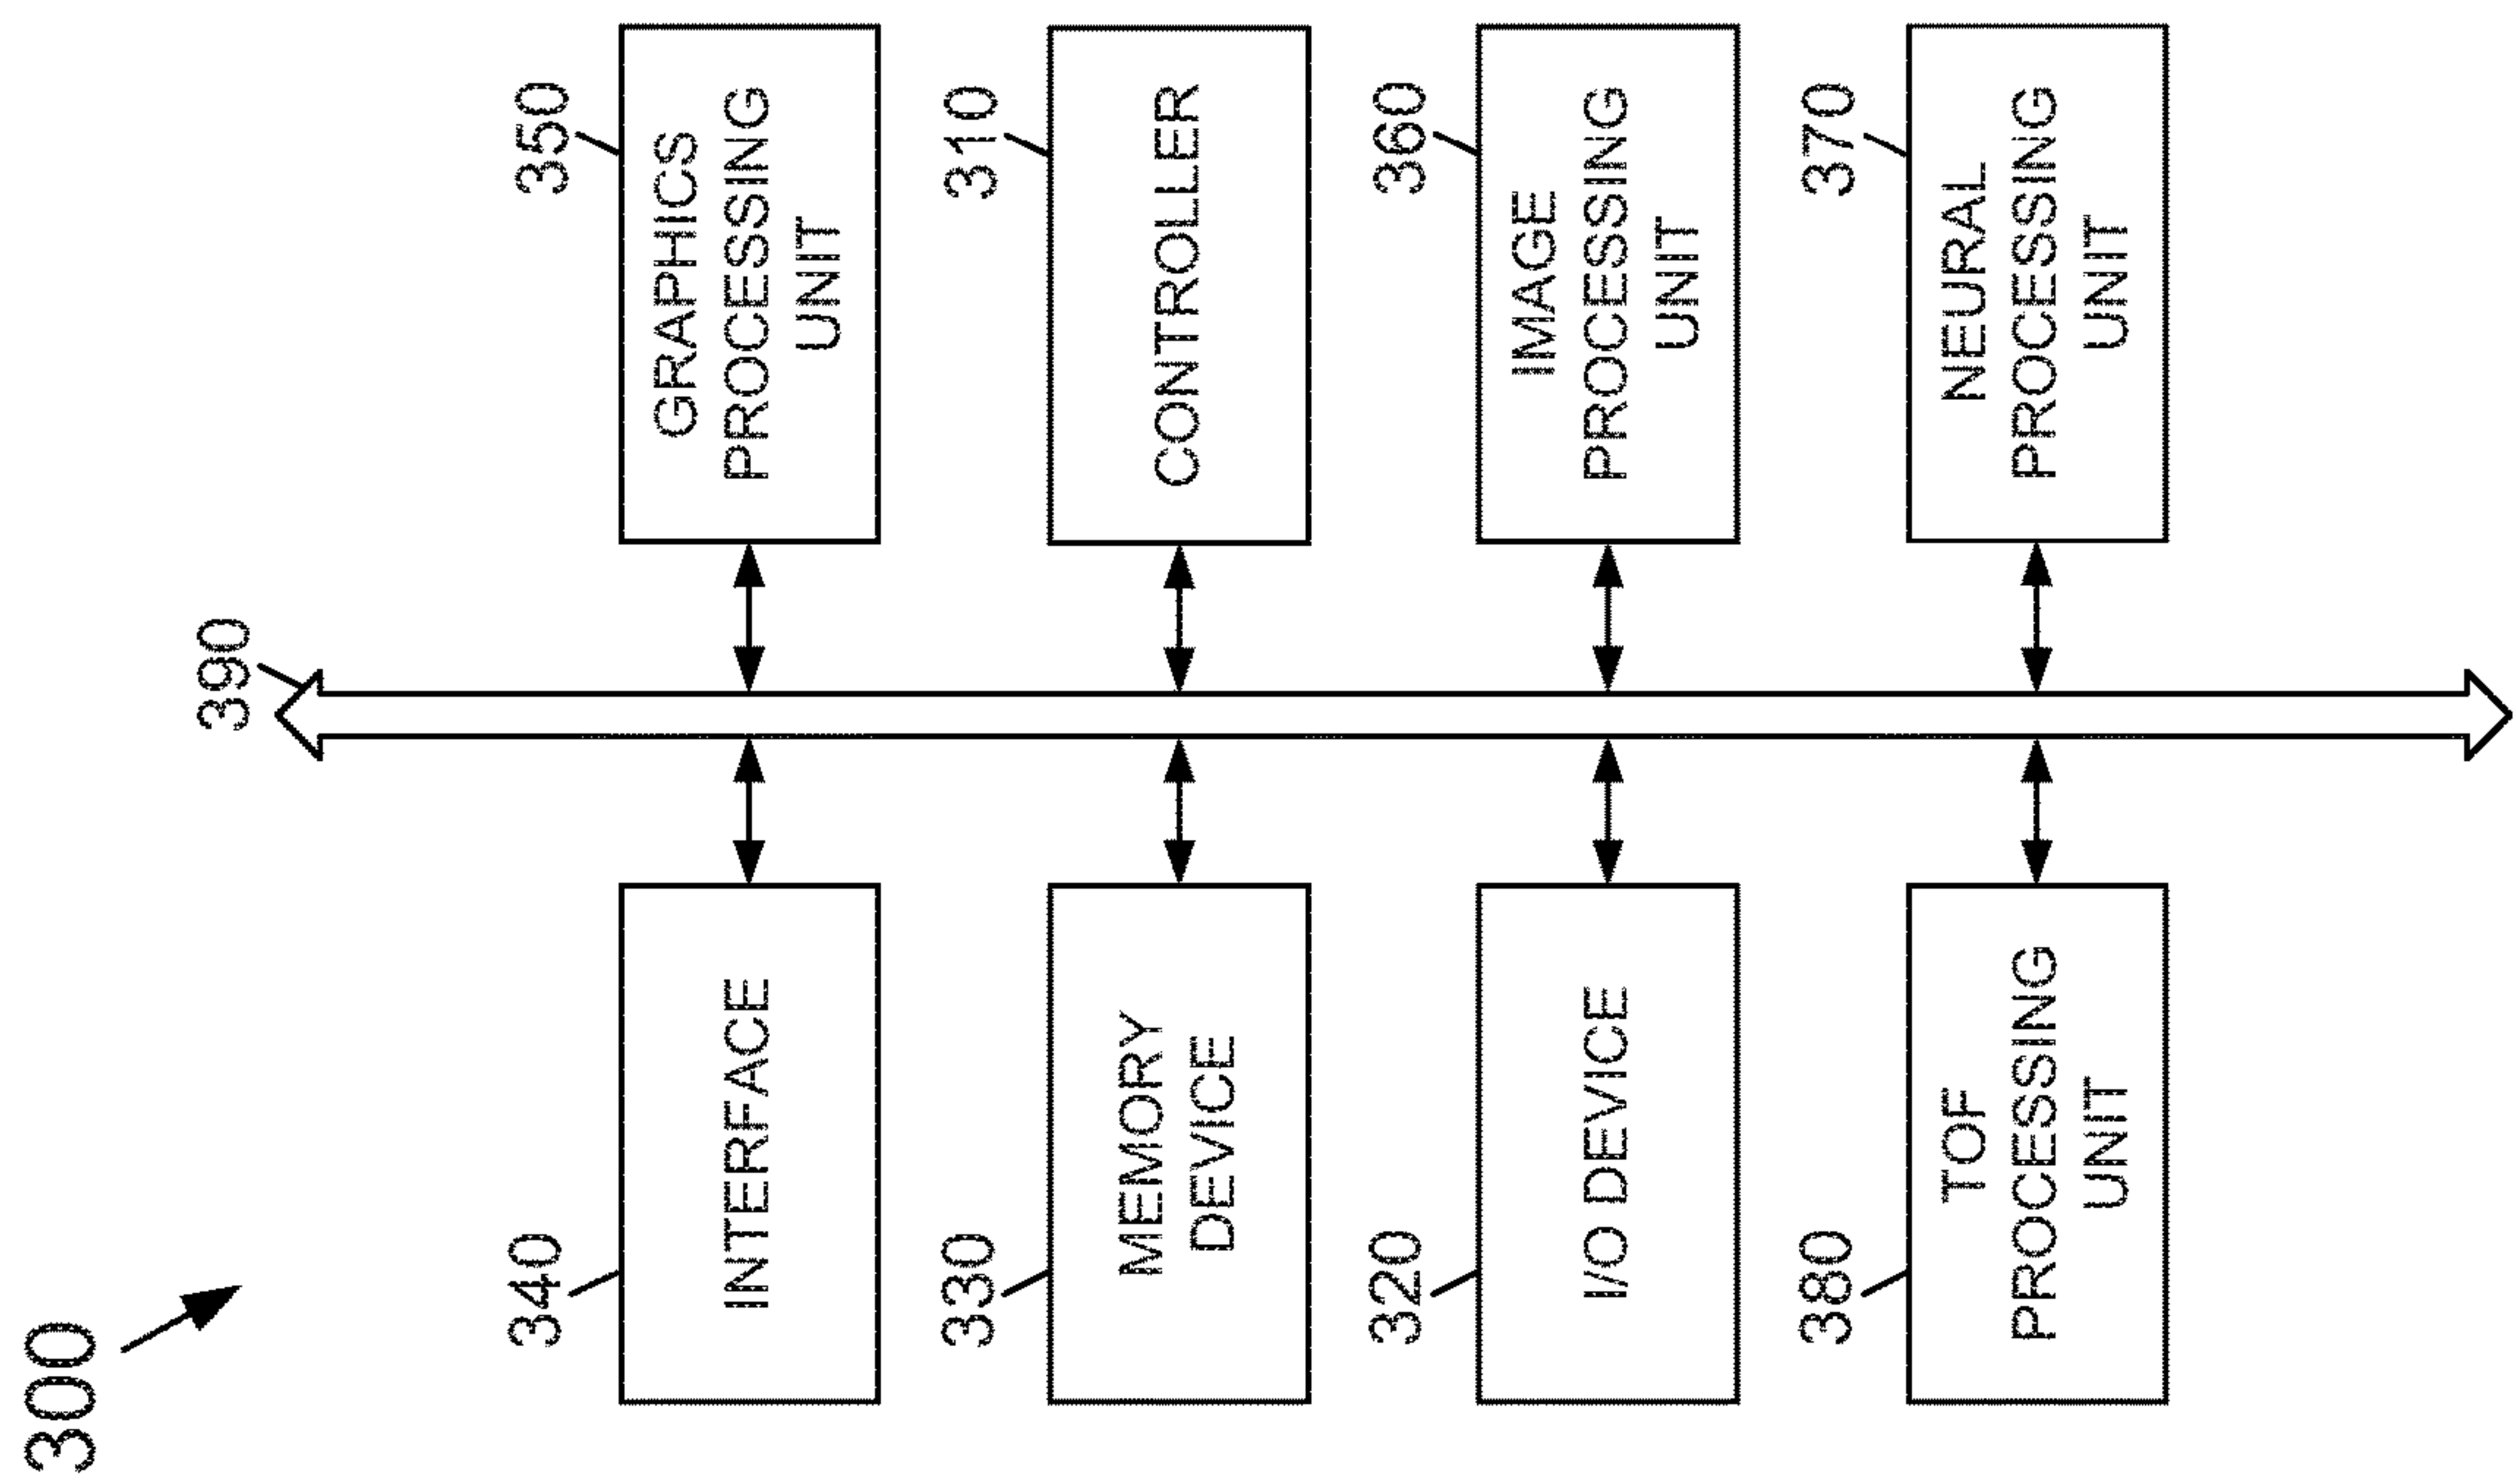 300
390
340
INTERFACE
350
GRAPHICS
PROCESSING
UNIT
330
MEMORY
DEVICE
310
CONTROLLER
320
I/O DEVICE
360
IMAGE
PROCESSING
UNIT
380
TOF
PROCESSING
UNIT
370
NEURAL
PROCESSING
UNIT